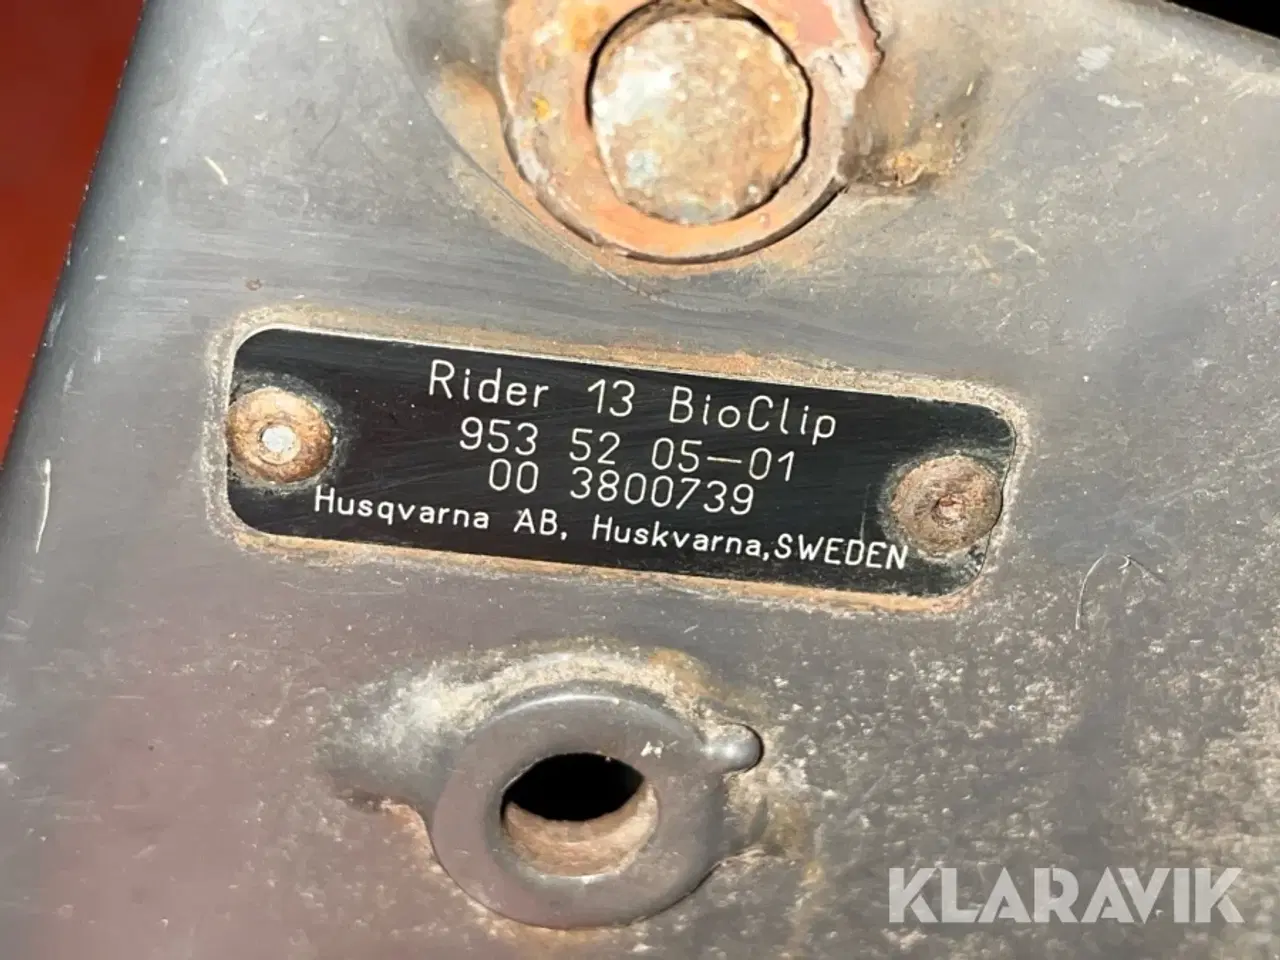 Rider 13 BioClip
953 52 05-01
00 3800739
Husqvarna AB, Huskvarna,SWEDEN
KLARAVIK